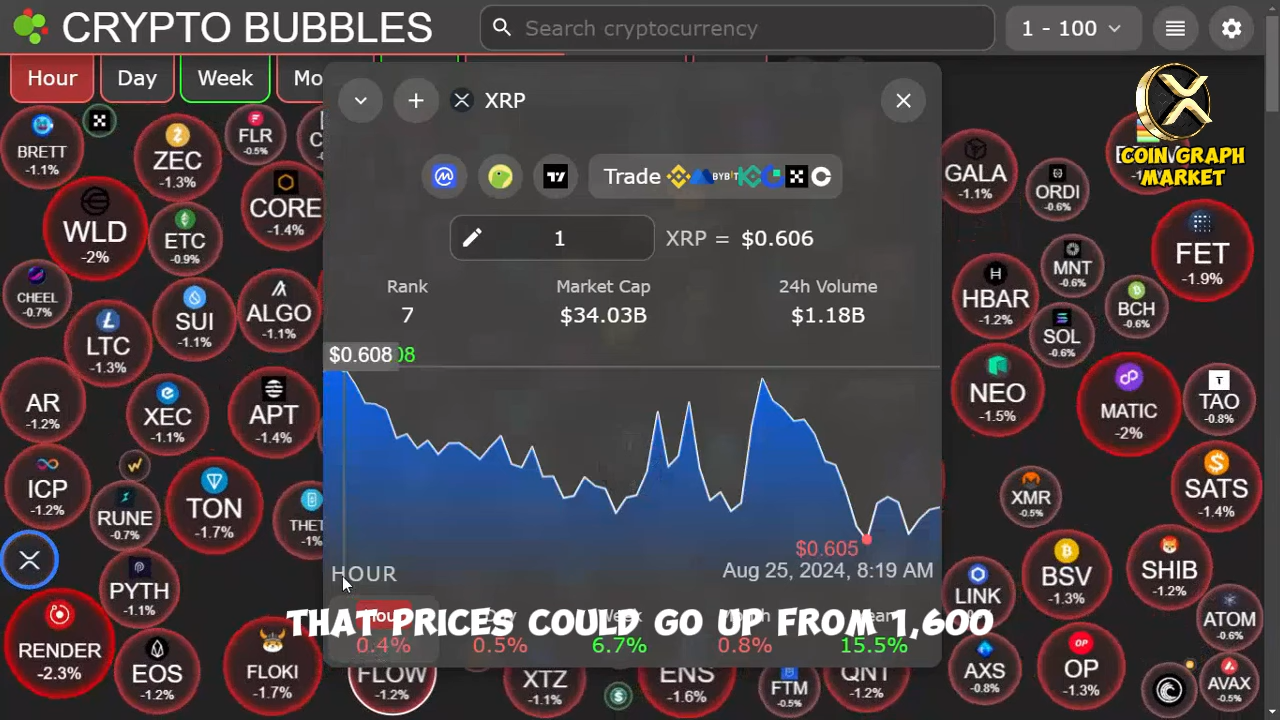 CRYPTO BUBBLES
Search cryptocurrency
1 - 100
Hour
Day
Week
XRP
Trade
BYBIT
1
XRP = $0.606
Rank
Market Cap
24h Volume
7
$34.03B
$1.18B
$0.608
$0.605
HOUR
Aug 25, 2024, 8:19 AM
THAT PRICES COULD GO UP FROM 1,600
0.4%
0.5%
6.7%
0.8%
15.5%
COIN GRAPH
MARKET
BRETT
-1.1%
ZEC
-1.3%
FLR
-0.5%
CORE
-1.4%
WLD
-2%
ETC
-0.9%
CHEEL
-0.7%
SUI
-1.1%
ALGO
-1.1%
LTC
-1.3%
AR
-1.2%
XEC
-1.1%
APT
-1.4%
ICP
-1.2%
RUNE
-0.7%
TON
-1.7%
-1%
PYTH
-1.1%
RENDER
-2.3%
EOS
-1.2%
FLOKI
-1.7%
FLOW
-1.2%
XTZ
-1.1%
ENS
-1.6%
FTM
-0.5%
QNT
-1.2%
GALA
-1.1%
ORDI
-0.6%
FET
-1.9%
MNT
-0.6%
HBAR
-1.2%
BCH
-0.6%
SOL
-0.6%
NEO
-1.5%
MATIC
-2%
TAO
-0.8%
XMR
-0.5%
SATS
-1.4%
BSV
-1.3%
SHIB
-1.2%
LINK
ATOM
-0.6%
AXS
-0.8%
OP
-1.3%
AVAX
-0.5%